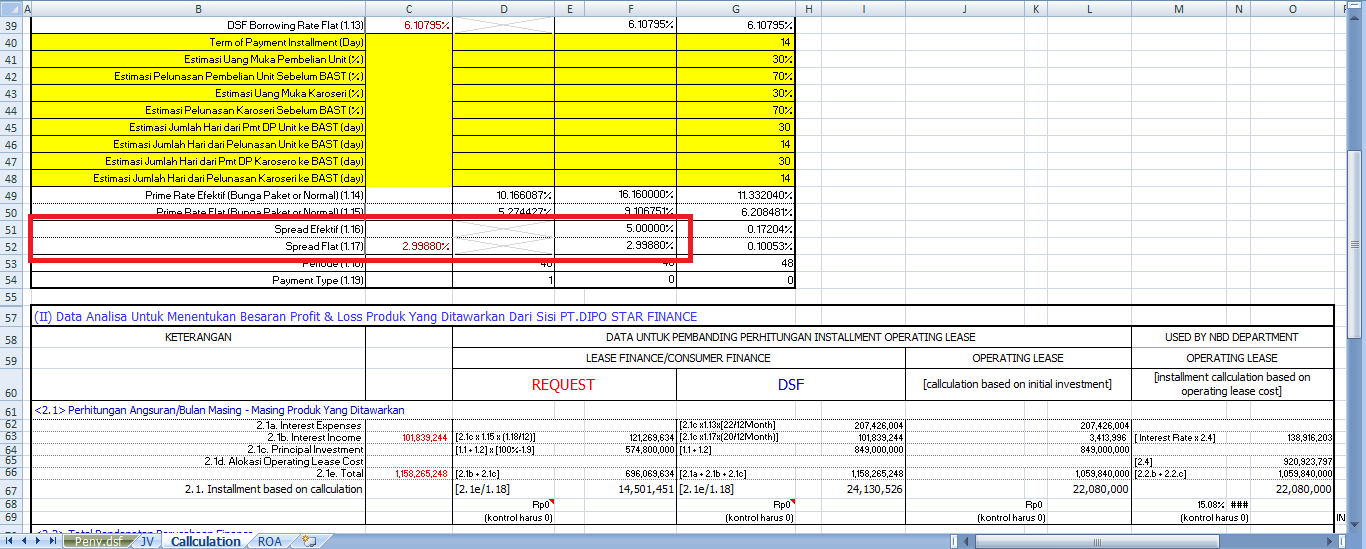 A B C D E F G H I J K L M N O
39 DSF Borrowing Rate Flat (1.13) 6.10795% 6.10795% 6.10795%
40 Term of Payment Installment (Day) 14
41 Estimasi Uang Muka Pembelian Unit (%) 30%
42 Estimasi Pelunasan Pembelian Unit Sebelum BAST (%) 70%
43 Estimasi Uang Muka Karoseri (%) 30%
44 Estimasi Pelunasan Karoseri Sebelum BAST (%) 70%
45 Estimasi Jumlah Hari dari Pmt DP Unit ke BAST (day) 30
46 Estimasi Jumlah Hari dari Pelunasan Unit ke BAST (day) 14
47 Estimasi Jumlah Hari dari Pmt DP Karosero ke BAST (day) 30
48 Estimasi Jumlah Hari dari Pelunasan Karoseri ke BAST (day) 14
49 Prime Rate Efektif (Bunga Paket or Normal) (1.14) 10.166087% 16.160000% 11.332040%
50 Prime Rate Flat (Bunga Paket or Normal) (1.15) 5.274427% 9.106751% 6.208481%
51 Spread Efektif (1.16) 5.00000% 0.17204%
52 Spread Flat (1.17) 2.99880% 2.99880% 0.10053%
53 48
54 Payment Type (1.19) 1 0 0
55
57 (II) Data Analisa Untuk Menentukan Besaran Profit & Loss Produk Yang Ditawarkan Dari Sisi PT.DIPO STAR FINANCE
58 KETERANGAN DATA UNTUK PEMBANDING PERHITUNGAN INSTALLMENT OPERATING LEASE USED BY NBD DEPARTMENT
59 LEASE FINANCE/CONSUMER FINANCE OPERATING LEASE OPERATING LEASE
60 REQUEST DSF [callculation based on initial investment] [installment callculation based on operating lease cost]
61 <2.1> Perhitungan Angsuran/Bulan Masing - Masing Produk Yang Ditawarkan
62 2.1a. Interest Expenses [2.1c x1.13x[22/12Month) 207,426,004 207,426,004
63 2.1b. Interest Income 101,839,244 [2.1c x 1.15 x (1.18/12)] 121,269,634 [2.1c x1.17x(20/12Month) 101,839,244 3,413,996 [ Interest Rate x 2.4] 138,916,203
64 2.1c. Principal Investment [1.1 + 1.2] x [100%-1.9] 574,800,000 [1.1 + 1.2] 849,000,000 849,000,000
65 2.1d. Alokasi Operating Lease Cost [2.4] 920,923,797
66 2.1e. Total 1,158,265,248 [2.1b + 2.1c] 696,069,634 [2.1a + 2.1b + 2.1c] 1,158,265,248 1,059,840,000 [2.2.b + 2.2.c] 1,059,840,000
67 2.1. Installment based on callculation [2.1e/1.18] 14,501,451 [2.1e/1.18] 24,130,526 22,080,000 22,080,000
68 Rp0 Rp0 Rp0 15.08% ###
69 (kontrol harus 0) (kontrol harus 0) (kontrol harus 0) (kontrol harus 0) IN
Peny.dsf JV Callculation ROA